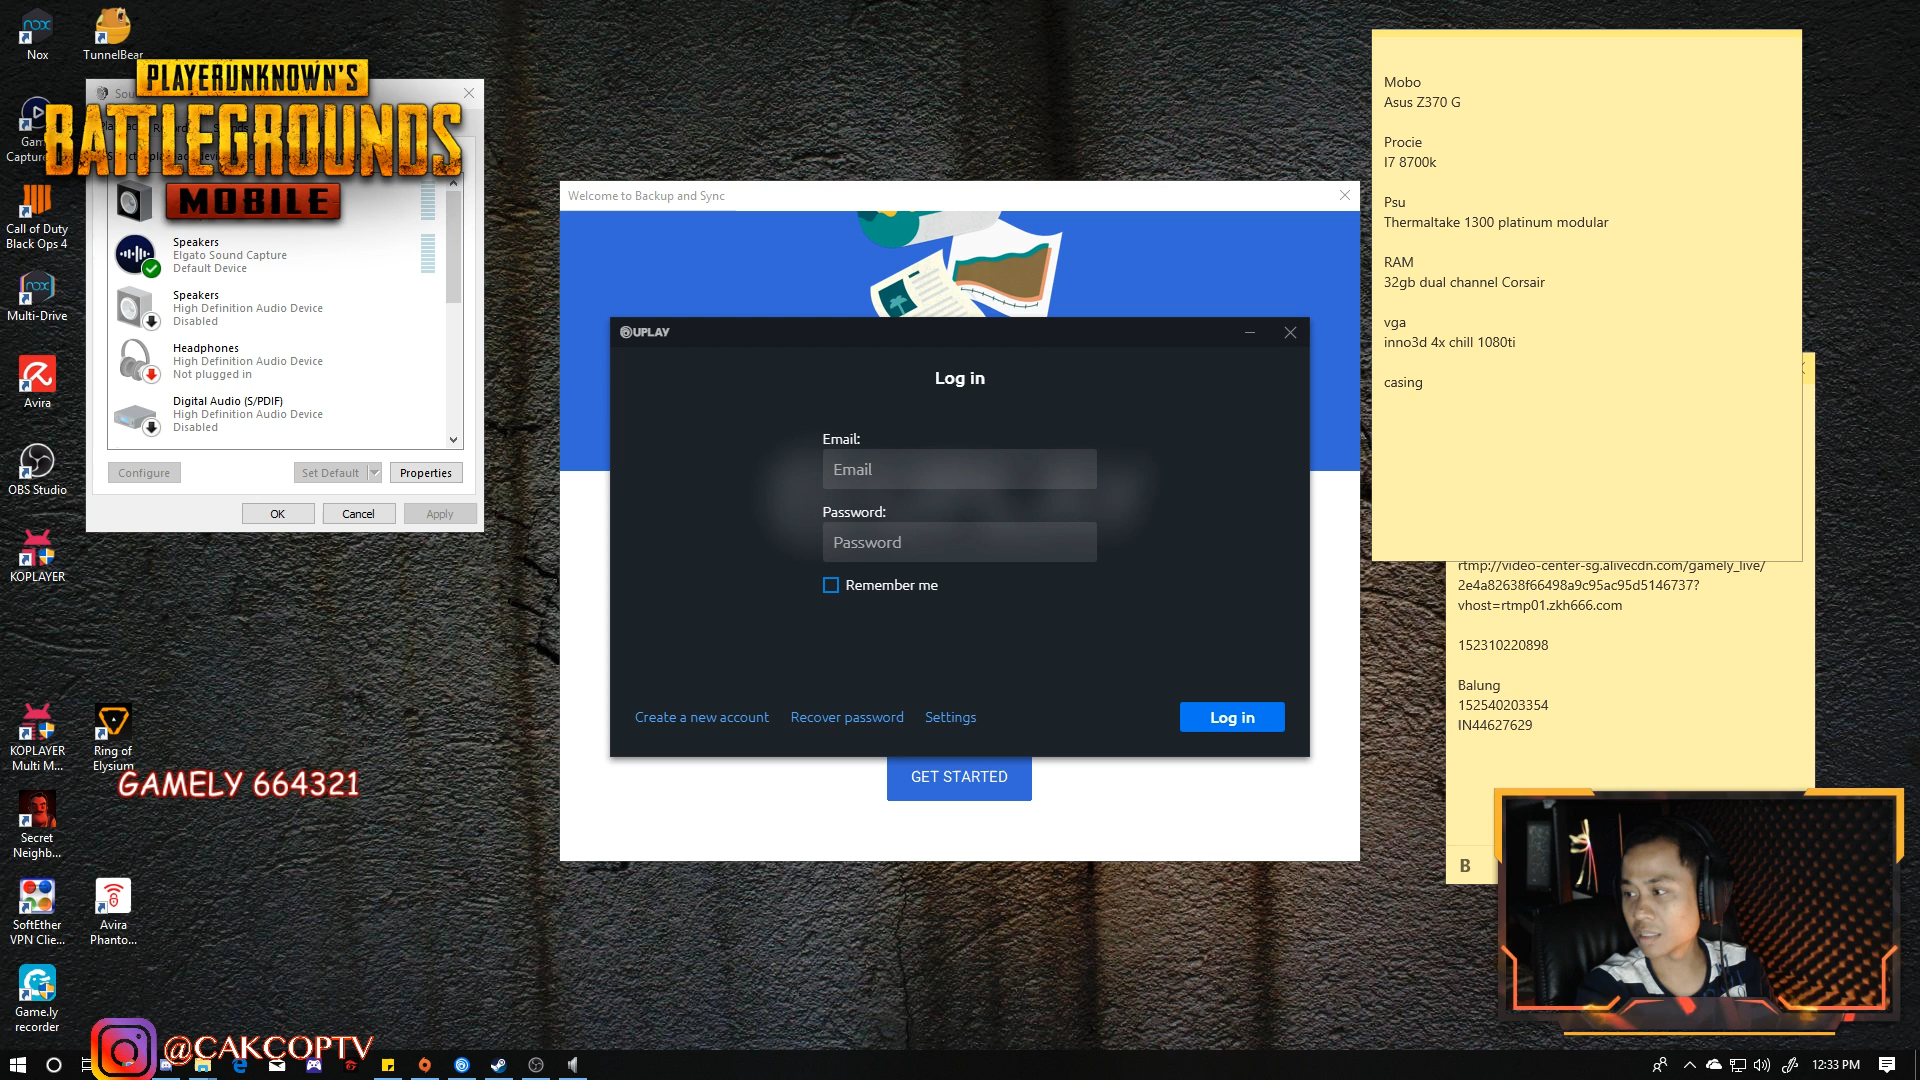 Nox
TunnelBear
PLAYERUNKNOWN'S
BATTLEGROUNDS
MOBILE
Call of Duty
Black Ops 4
Multi-Drive
Avira
OBS Studio
KOPLAYER
KOPLAYER
Multi M...
Ring of
Elysium
Secret
Neighb...
SoftEther
VPN Clie...
Avira
Phanto...
Game.ly
recorder
Speakers
Elgato Sound Capture
Default Device
Speakers
High Definition Audio Device
Disabled
Headphones
High Definition Audio Device
Not plugged in
Digital Audio (S/PDIF)
High Definition Audio Device
Disabled
Configure
Set Default
Properties
OK
Cancel
Apply
GAMELY 664321
@CAKCOPTV
Welcome to Backup and Sync
UPLAY
Log in
Email:
Email
Password:
Password
Remember me
Create a new account
Recover password
Settings
Log in
GET STARTED
Mobo
Asus Z370 G
Procie
I7 8700k
Psu
Thermaltake 1300 platinum modular
RAM
32gb dual channel Corsair
vga
inno3d 4x chill 1080ti
casing
rtmp://video-center-sg.alivecdn.com/gamely_live/
2e4a82638f66498a9c95ac95d5146737?
vhost=rtmp01.zkh666.com
152310220898
Balung
152540203354
IN44627629
B
12:33 PM